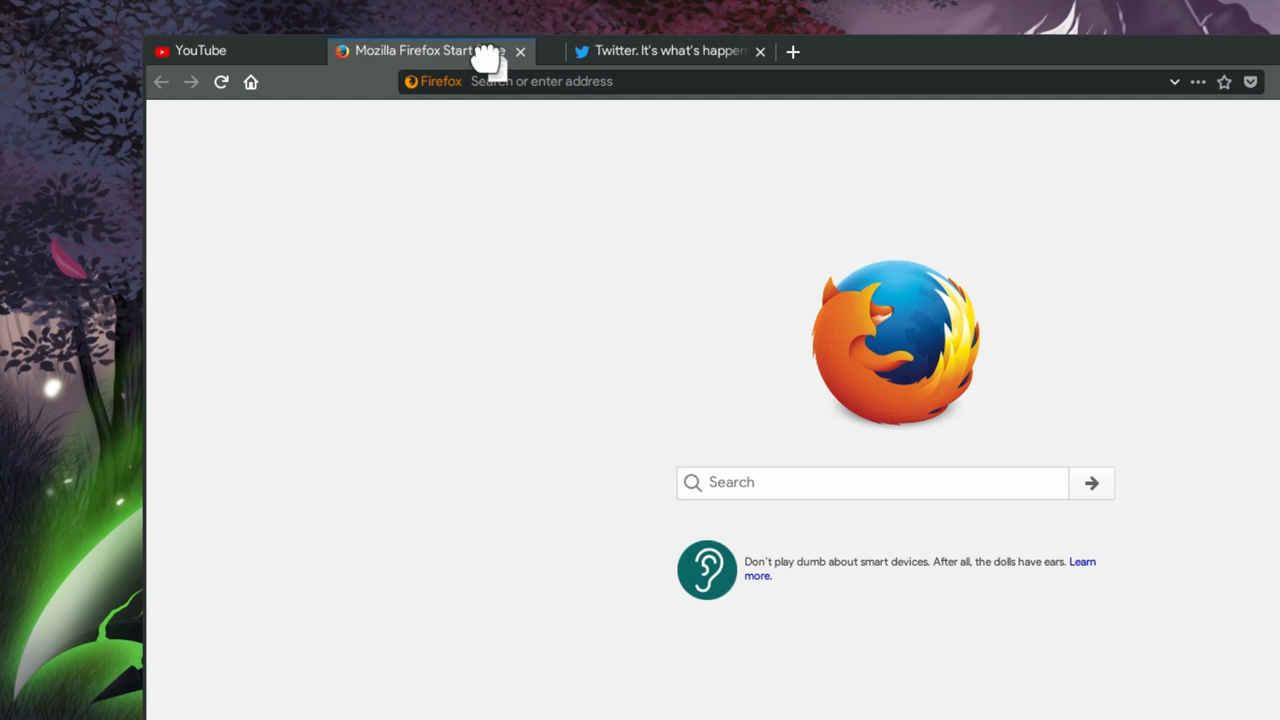 YouTube
Mozilla Firefox Start
Twitter. It's what's happen
Firefox Search or enter address
Search
Don't play dumb about smart devices. After all, the dolls have ears. Learn
more.